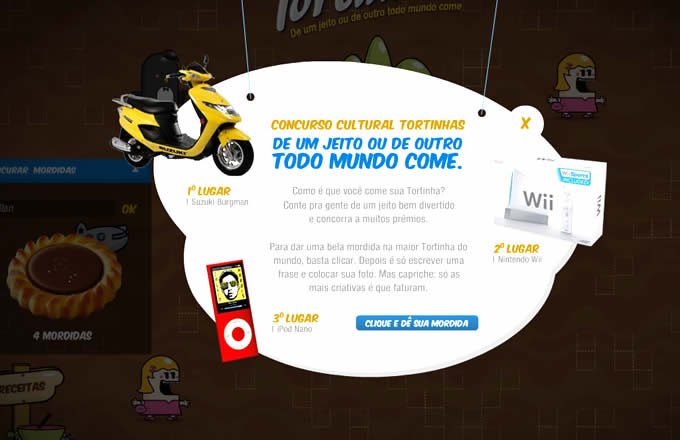 De um jeito ou de outro todo mundo come
CONCURSO CULTURAL TORTINHAS
DE UM JEITO OU DE OUTRO
TODO MUNDO COME.
X
Como é que você come sua Tortinha?
Conte pra gente de um jeito bem divertido
e concorra a muitos prêmios.
Para dar uma bela mordida na maior Tortinha do
mundo, basta clicar. Depois é só escrever uma
frase e colocar sua foto. Mas capriche: só as
mais criativas é que faturam.
CLIQUE E DÊ SUA MORDIDA
SUZUKI
1º LUGAR
1 Suzuki Burgman
Wii Sports
INCLUDED!
Wii
Wii
2º LUGAR
1 Nintendo Wii
3º LUGAR
1 iPod Nano
CURAR MORDIDAS
OK
4 MORDIDAS
RECEITAS